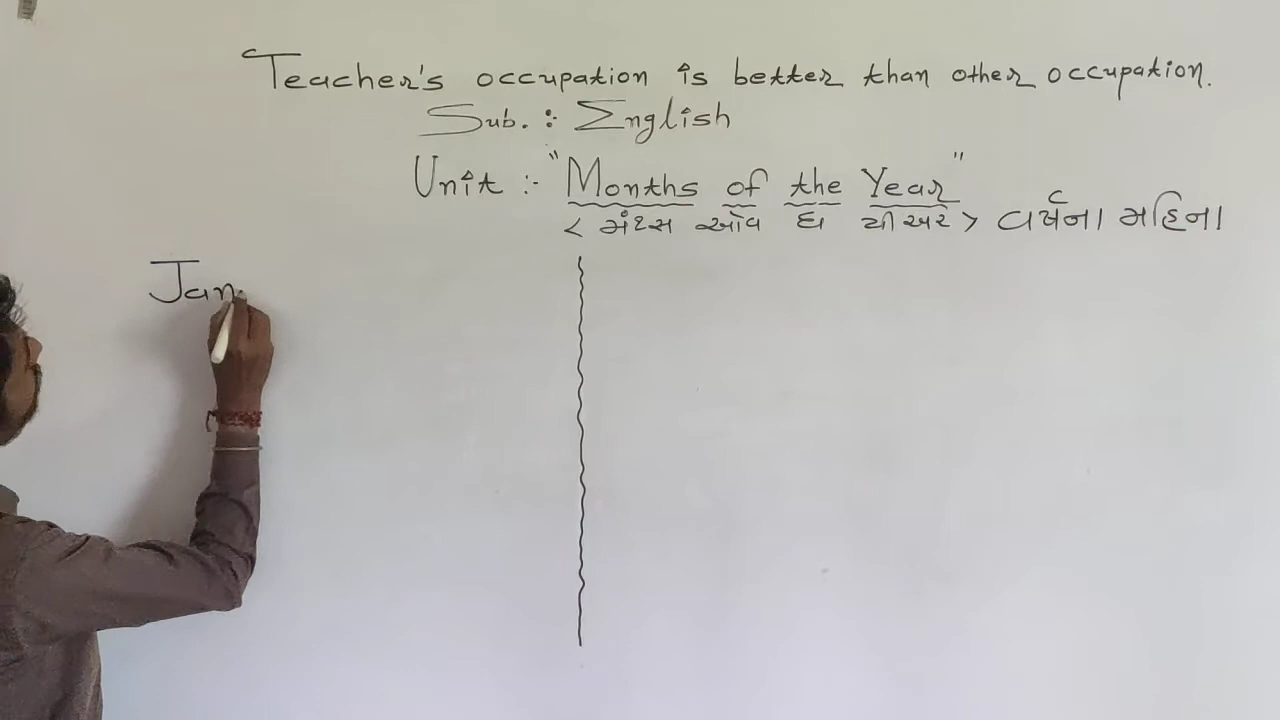 Teacher's occupation is better than other occupation.
Sub. : English
Unit :- "Months of the Year"
< મંથ્સ ઓવ ધ યીઅર > વર્ષના મહિના
Jan